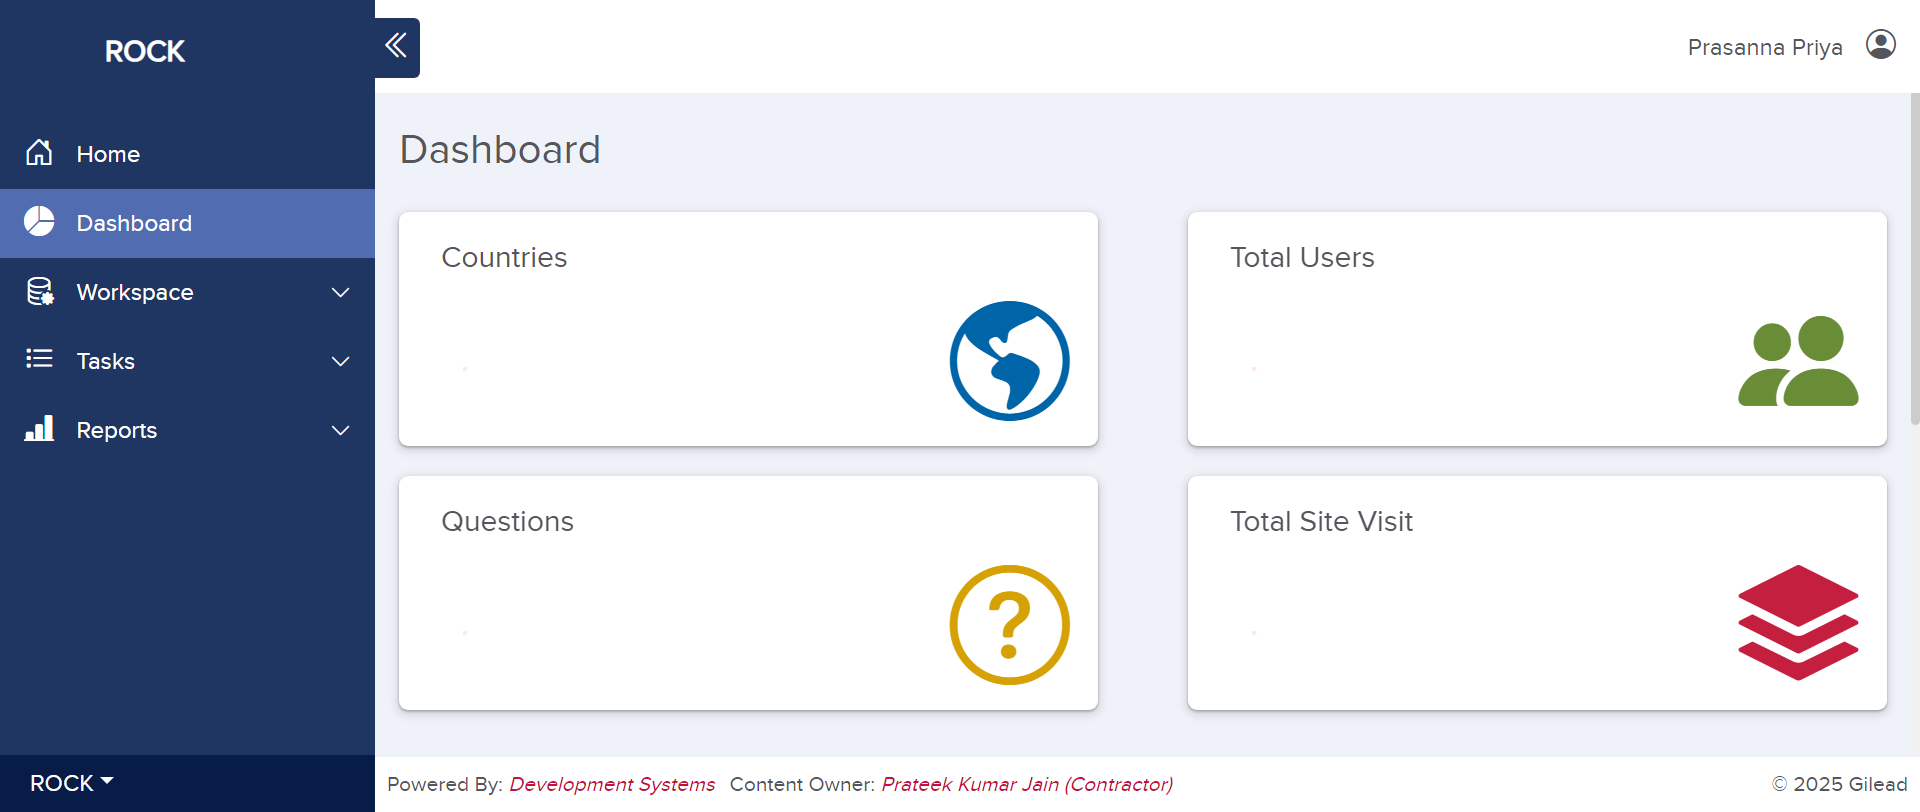 ROCK
Prasanna Priya
Home
Dashboard
Workspace
Tasks
Reports
ROCK
Dashboard
Countries
Total Users
Questions
?
Total Site Visit
Powered By: Development Systems Content Owner: Prateek Kumar Jain (Contractor)
© 2025 Gilead